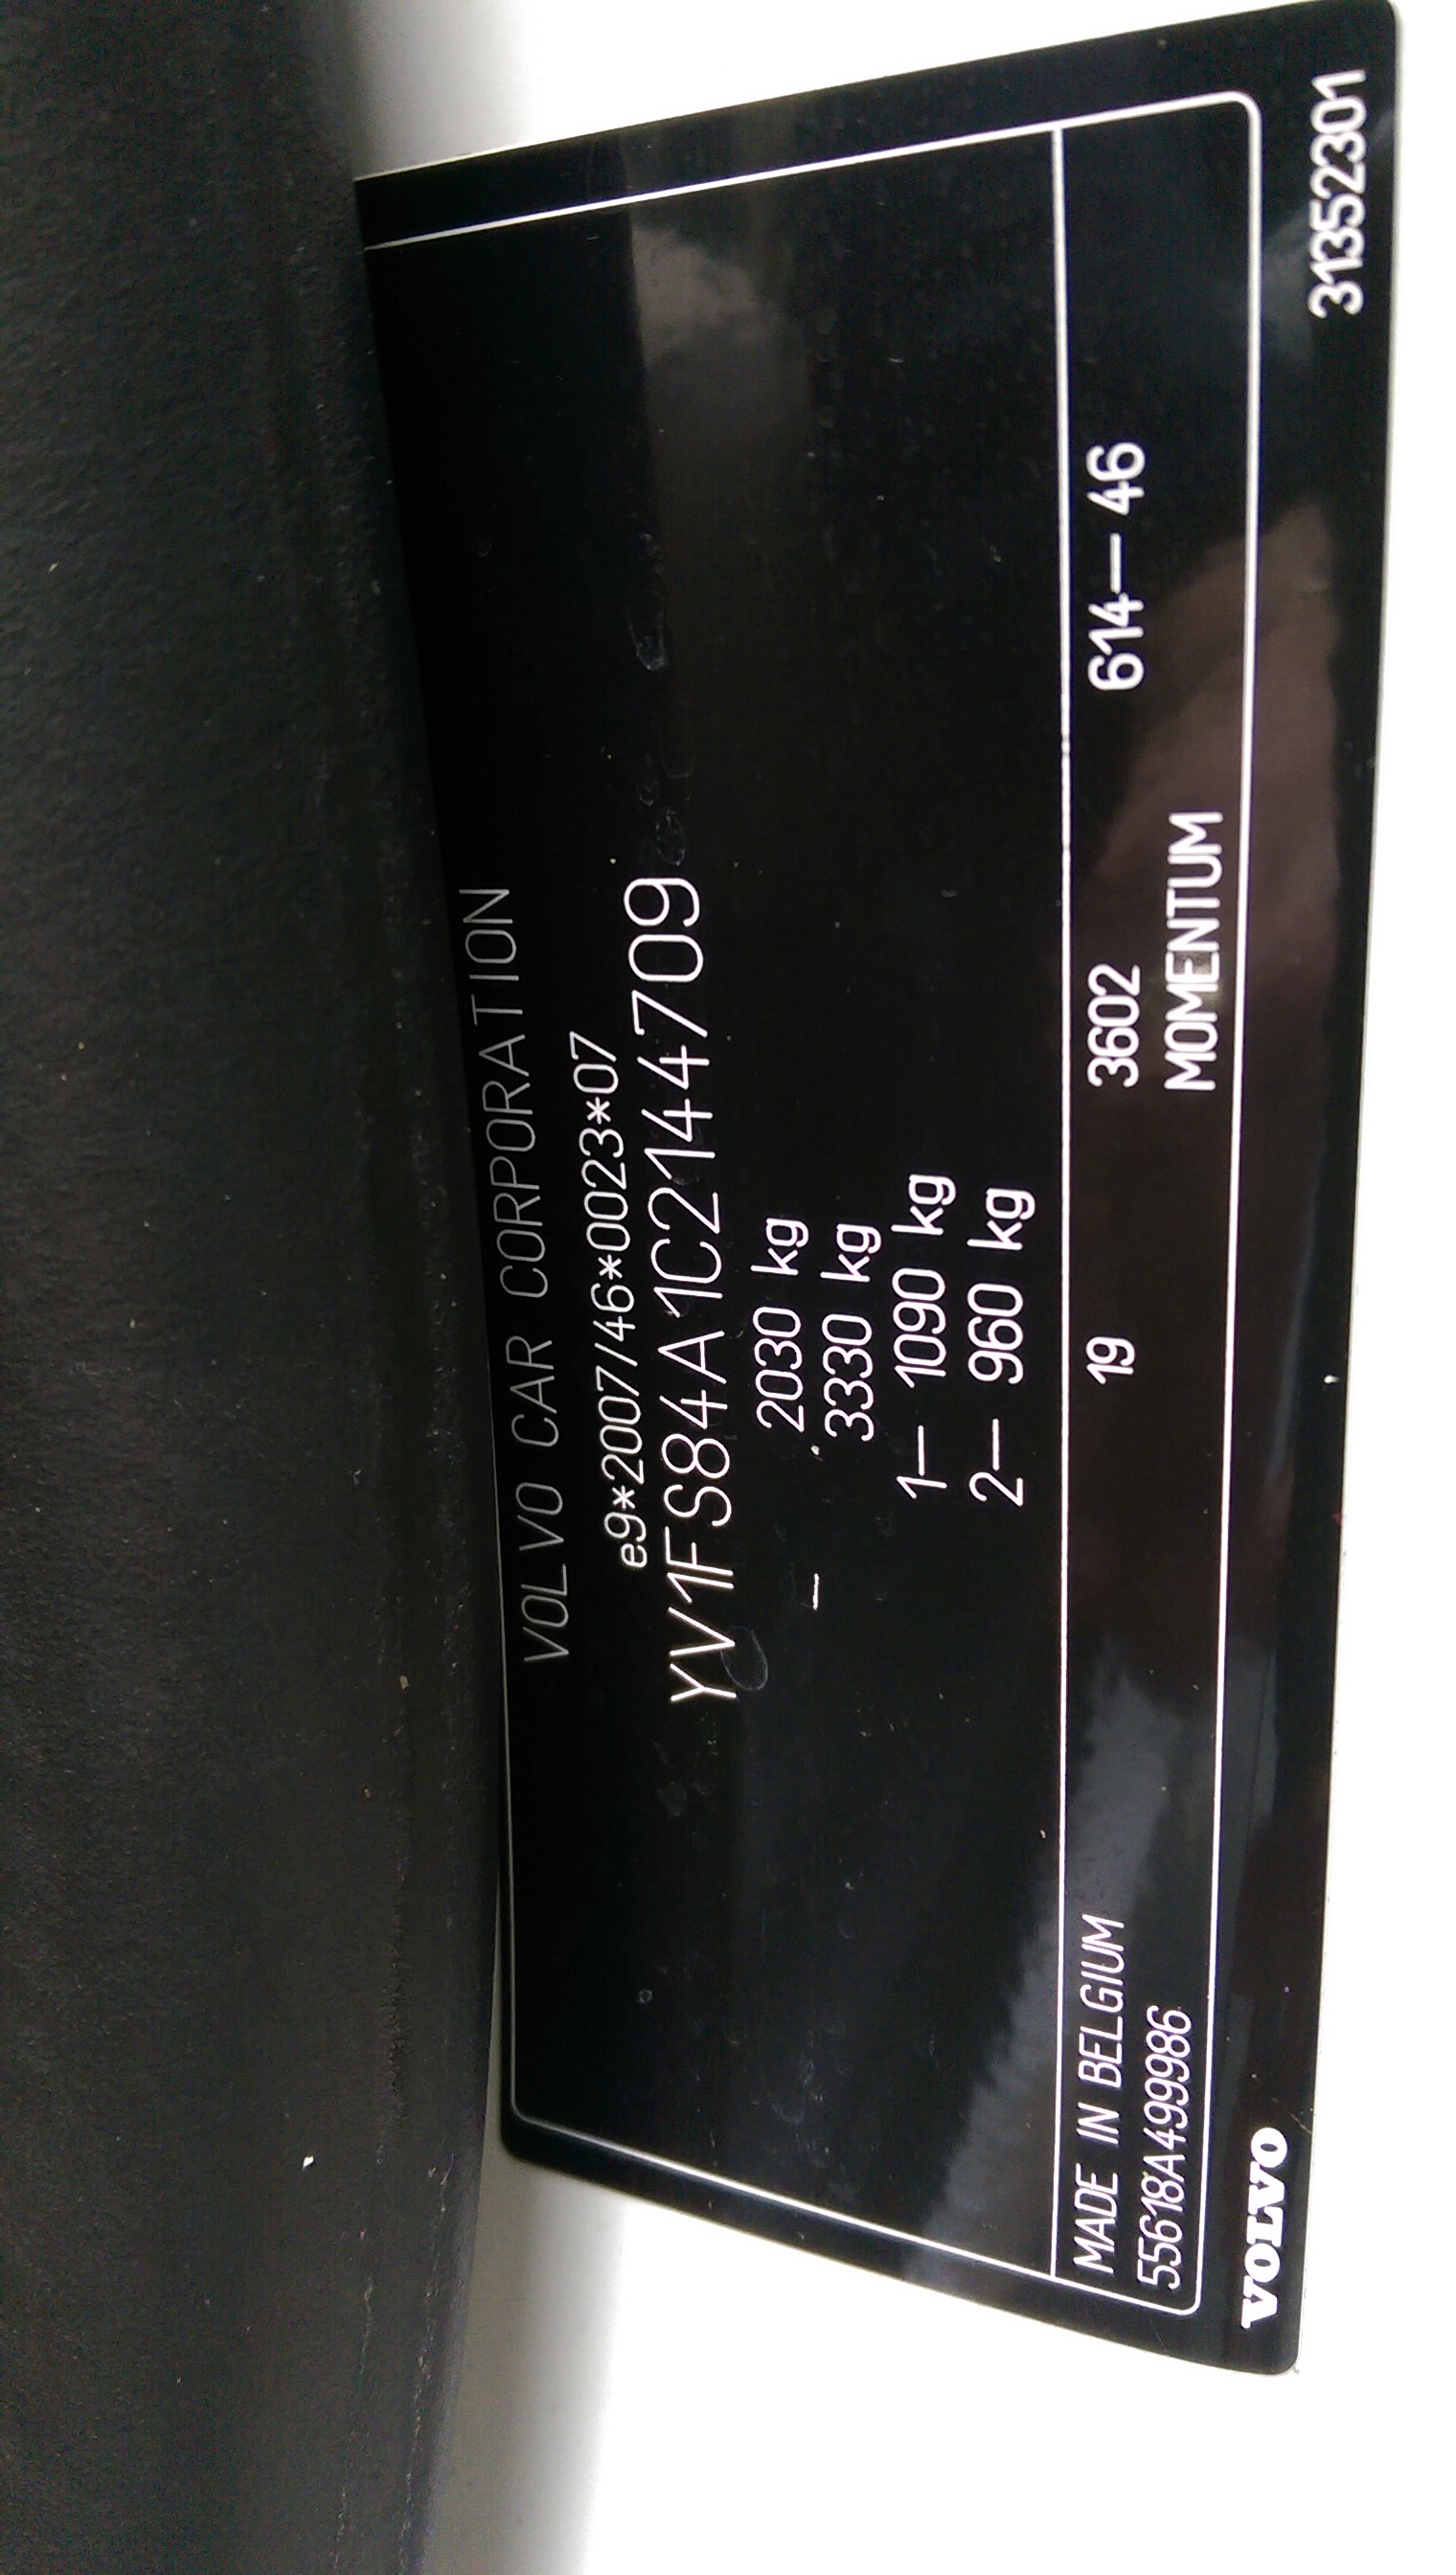 VOLVO CAR CORPORATION
e9*2007/46*0023*07
YV1FS84A1C2144709
2030 kg
– 3330 kg
1– 1090 kg
2– 960 kg
MADE IN BELGIUM 19 3602 614–46
55618A499986 MOMENTUM
VOLVO 31352301